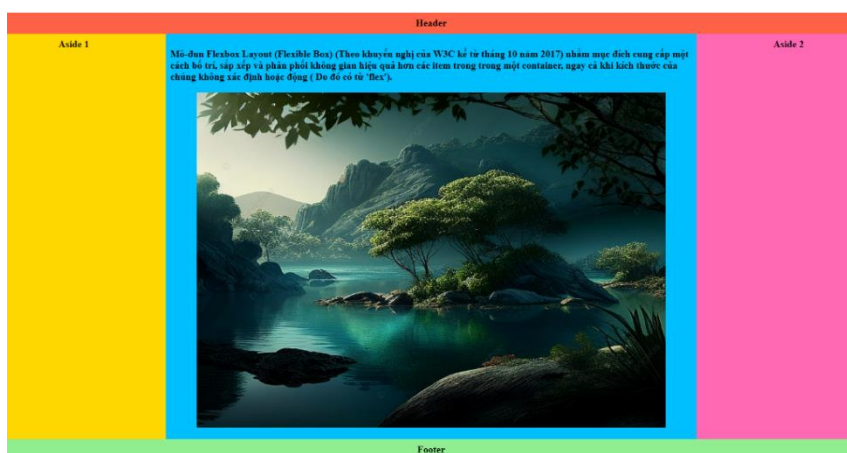 Header
Aside 1
Mô-đun Flexbox Layout (Flexible Box) (Theo khuyến nghị của W3C kể từ tháng 10 năm 2017) nhằm mục đích cung cấp một
cách bố trí, sắp xếp và phân phối không gian hiệu quả hơn các item trong trong một container, ngay cả khi kích thước của
chúng không xác định hoặc động ( Do đó có từ 'flex').
Aside 2
Footer